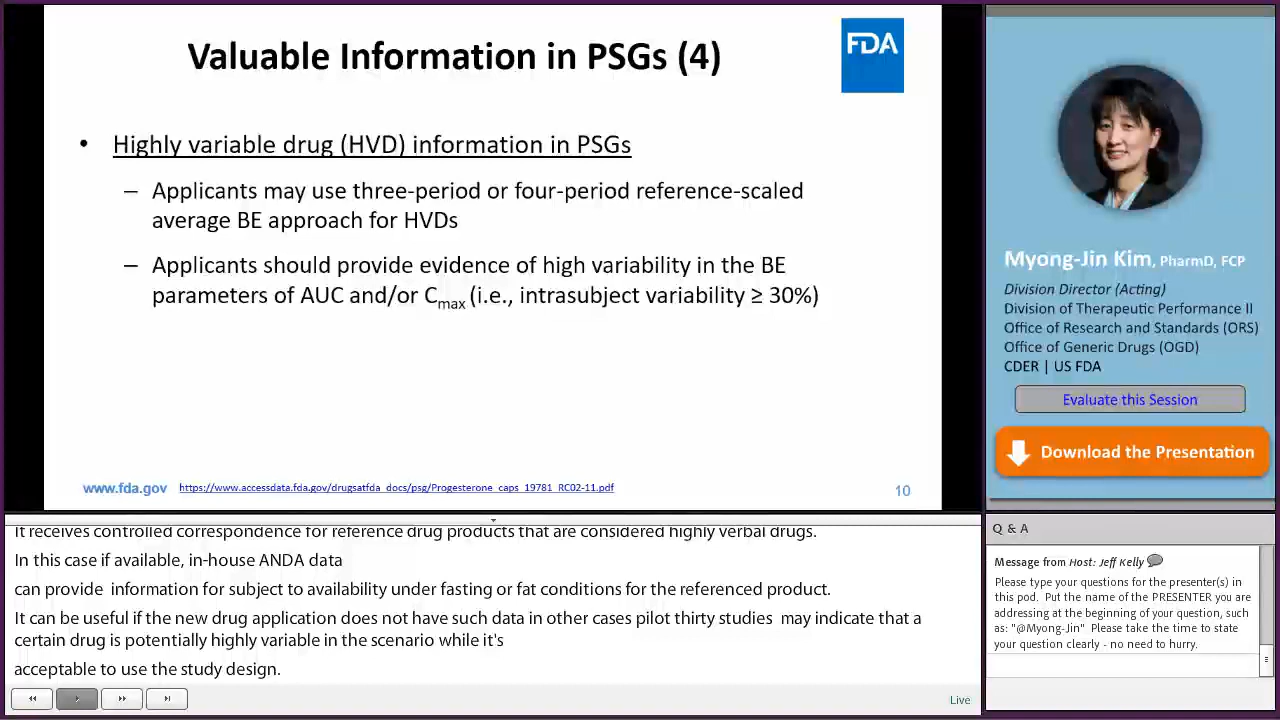 Valuable Information in PSGs (4)
FDA
• Highly variable drug (HVD) information in PSGs
– Applicants may use three-period or four-period reference-scaled
average BE approach for HVDs
– Applicants should provide evidence of high variability in the BE
parameters of AUC and/or Cmax (i.e., intrasubject variability ≥ 30%)
www.fda.gov https://www.accessdata.fda.gov/drugsatfda_docs/psg/Progesterone_caps_19781_RC02-11.pdf 10
Myong-Jin Kim, PharmD, FCP
Division Director (Acting)
Division of Therapeutic Performance II
Office of Research and Standards (ORS)
Office of Generic Drugs (OGD)
CDER | US FDA
Evaluate this Session
Download the Presentation
It receives controlled correspondence for reference drug products that are considered highly verbal drugs.
In this case if available, in-house ANDA data
can provide information for subject to availability under fasting or fat conditions for the referenced product.
It can be useful if the new drug application does not have such data in other cases pilot thirty studies may indicate that a
certain drug is potentially highly variable in the scenario while it's
acceptable to use the study design.
Live
Q & A
Message from Host: Jeff Kelly
Please type your questions for the presenter(s) in
this pod. Put the name of the PRESENTER you are
addressing at the beginning of your question, such
as: "@Myong-Jin" Please take the time to state
your question clearly - no need to hurry.